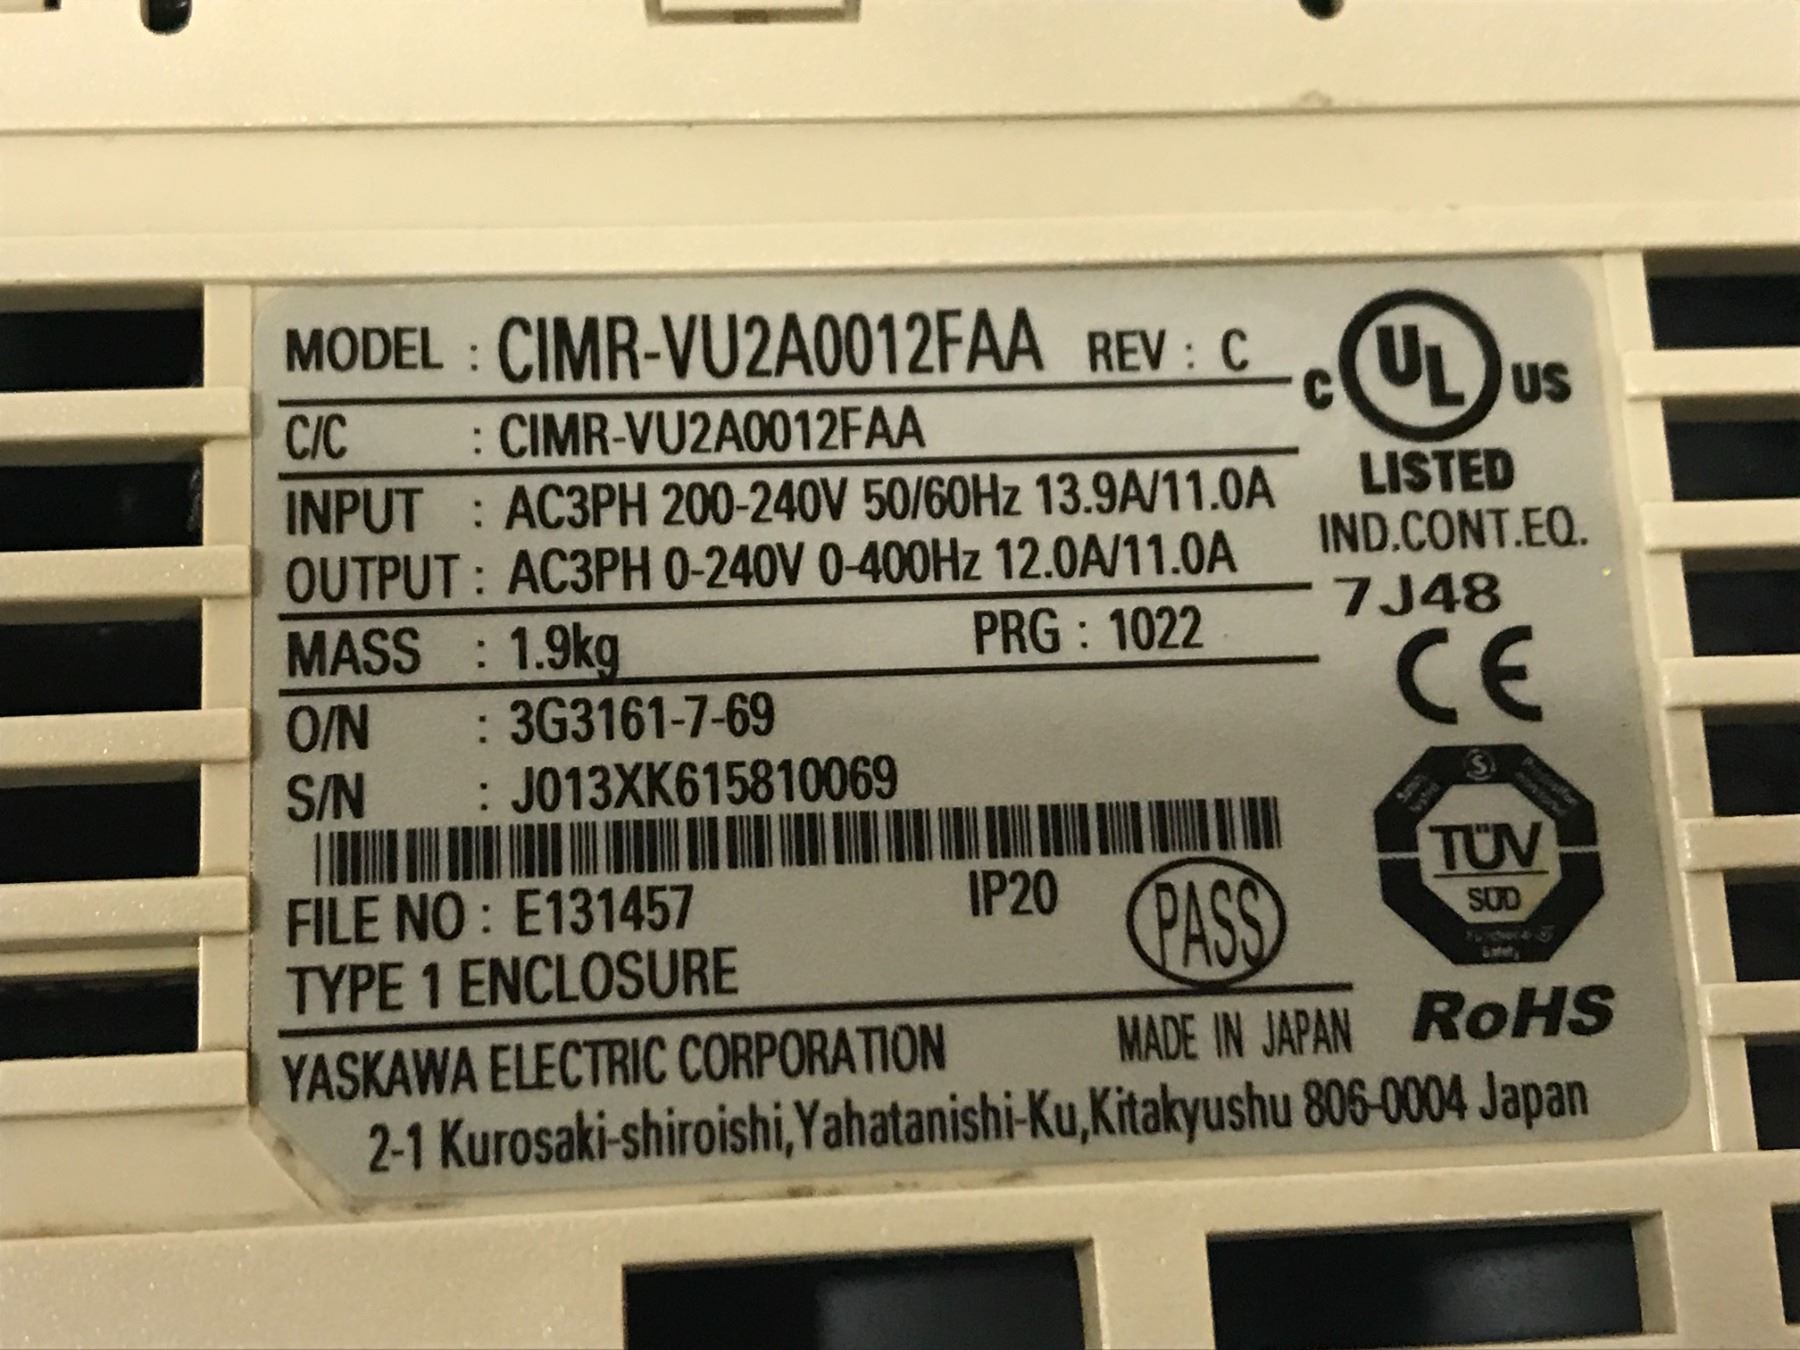 MODEL : CIMR-VU2A0012FAA REV : C
C/C : CIMR-VU2A0012FAA
INPUT : AC3PH 200-240V 50/60Hz 13.9A/11.0A
OUTPUT : AC3PH 0-240V 0-400Hz 12.0A/11.0A
MASS : 1.9kg PRG : 1022
O/N : 3G3161-7-69
S/N : J013XK615810069
FILE NO : E131457 IP20 PASS
TYPE 1 ENCLOSURE
YASKAWA ELECTRIC CORPORATION MADE IN JAPAN
2-1 Kurosaki-shiroishi,Yahatanishi-Ku,Kitakyushu 806-0004 Japan
C UL US
LISTED
IND.CONT.EQ.
7J48
CE
TÜV
SÜD
Safety
RoHS